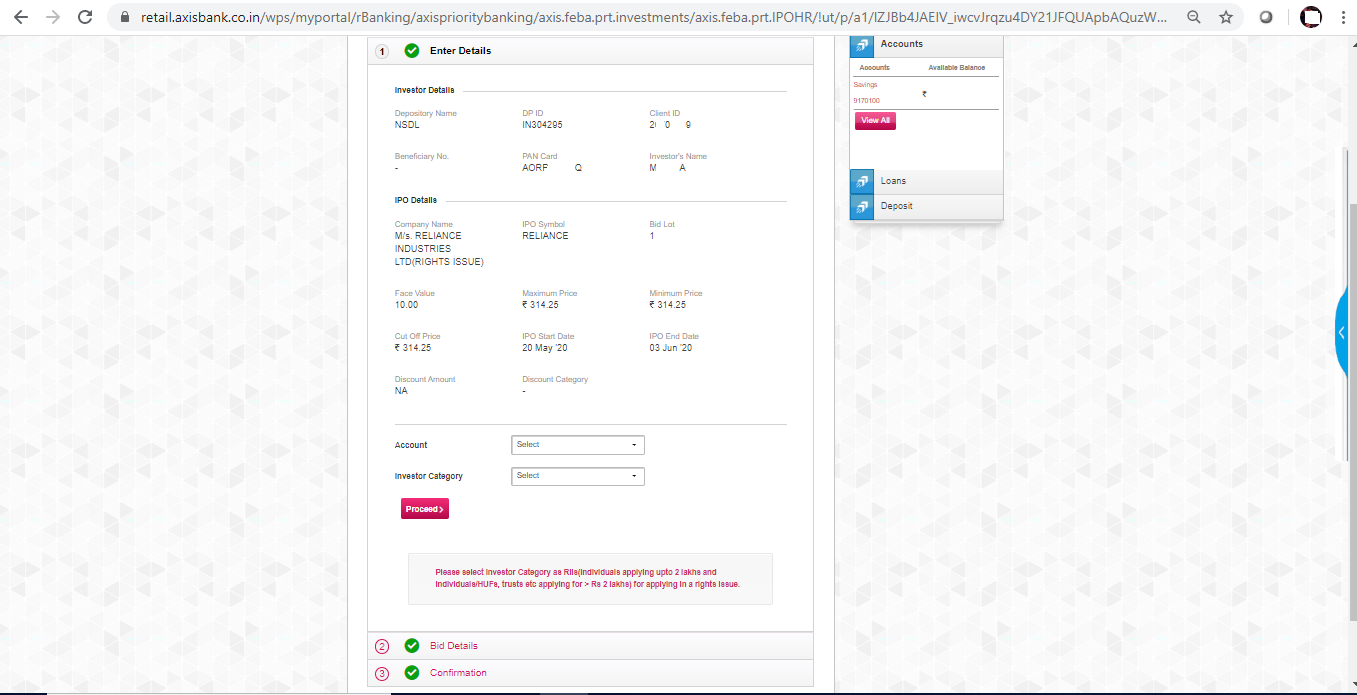 retail.axisbank.co.in/wps/myportal/rBanking/axisprioritybanking/axis.feba.prt.investments/axis.feba.prt.IPOHR/!ut/p/a1/lZJBb4JAEIV_iwcvJrqzu4DY21JFQUApbAQuzW...
1 Enter Details
Investor Details
Depository Name DP ID Client ID
NSDL IN304295 2 0 9
Beneficiary No. PAN Card Investor's Name
- AORF Q M A
IPO Details
Company Name IPO Symbol Bid Lot
M/s. RELIANCE RELIANCE 1
INDUSTRIES
LTD(RIGHTS ISSUE)
Face Value Maximum Price Minimum Price
10.00 ₹ 314.25 ₹ 314.25
Cut Off Price IPO Start Date IPO End Date
₹ 314.25 20 May '20 03 Jun '20
Discount Amount Discount Category
NA -
Account Select
Investor Category Select
Proceed >
Please select Investor Category as RIIs(Individuals applying upto 2 lakhs and
Individuals/HUFs, trusts etc applying for > Rs 2 lakhs) for applying in a rights issue.
2 Bid Details
3 Confirmation
Accounts
Accounts Available Balance
Savings ₹
9170100
View All
Loans
Deposit